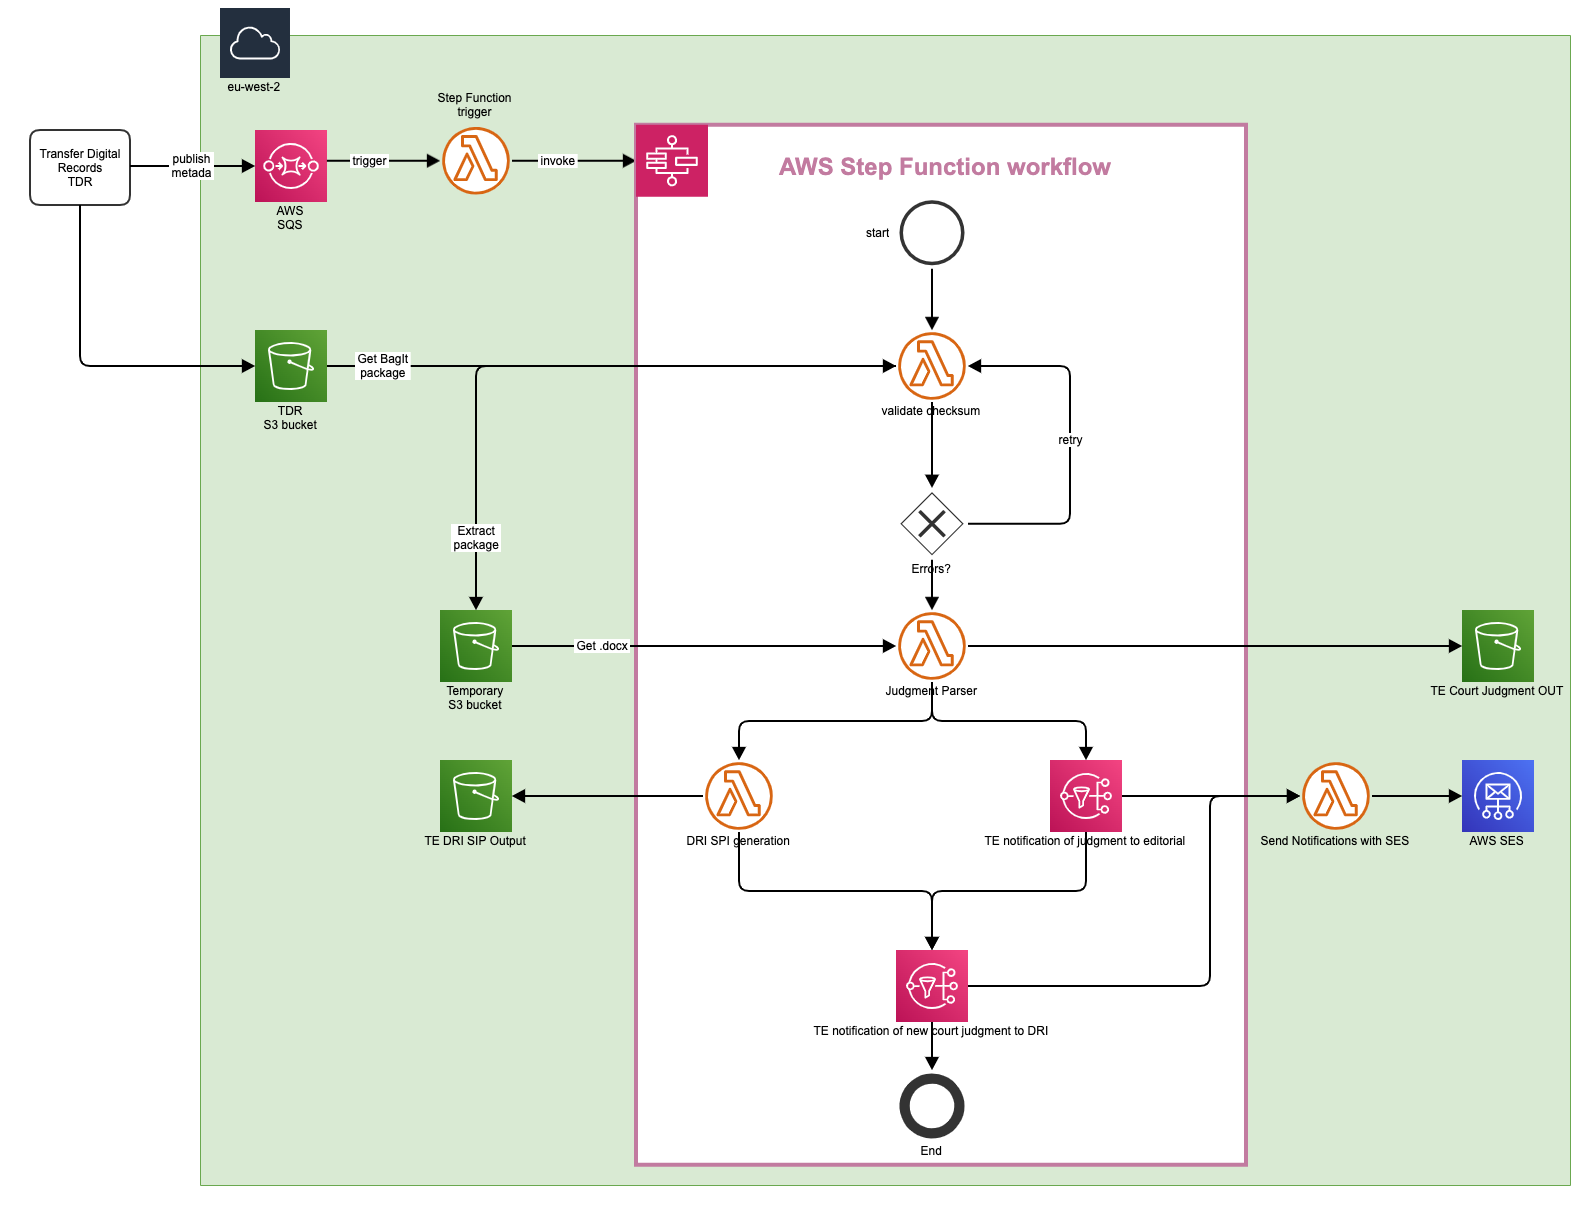 eu-west-2
Step Function
trigger
Transfer Digital
Records
TDR
publish
metada
trigger
invoke
AWS
SQS
AWS Step Function workflow
start
Get BagIt
package
TDR
S3 bucket
validate checksum
retry
Extract
package
Errors?
Get .docx
Temporary
S3 bucket
Judgment Parser
TE Court Judgment OUT
TE DRI SIP Output
DRI SPI generation
TE notification of judgment to editorial
Send Notifications with SES
AWS SES
TE notification of new court judgment to DRI
End